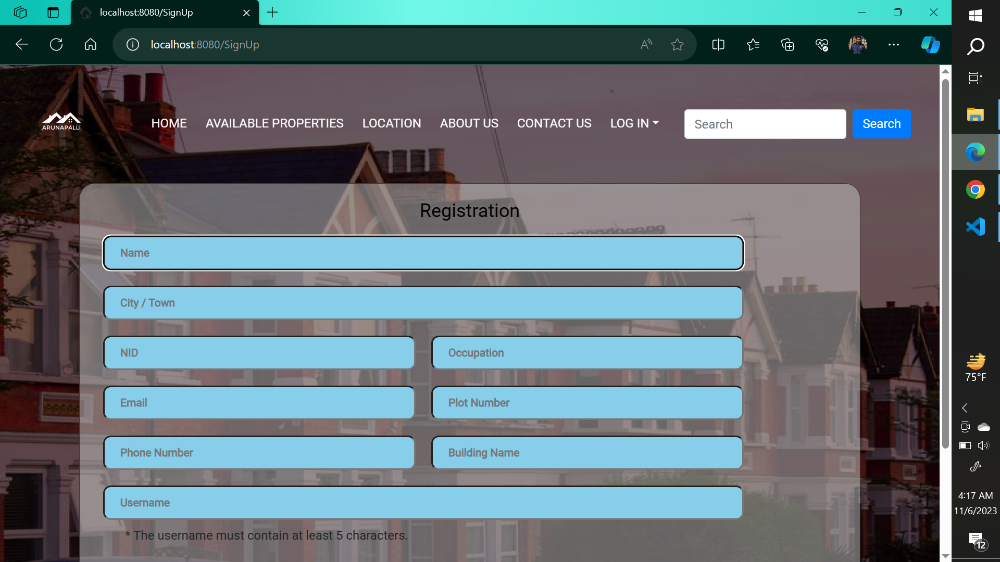 localhost:8080/SignUp
localhost:8080/SignUp
ARUNAPALLI
HOME AVAILABLE PROPERTIES LOCATION ABOUT US CONTACT US LOG IN Search Search
Registration
Name
City / Town
NID Occupation
Email Plot Number
Phone Number Building Name
Username
* The username must contain at least 5 characters.
75°F
4:17 AM
11/6/2023
12